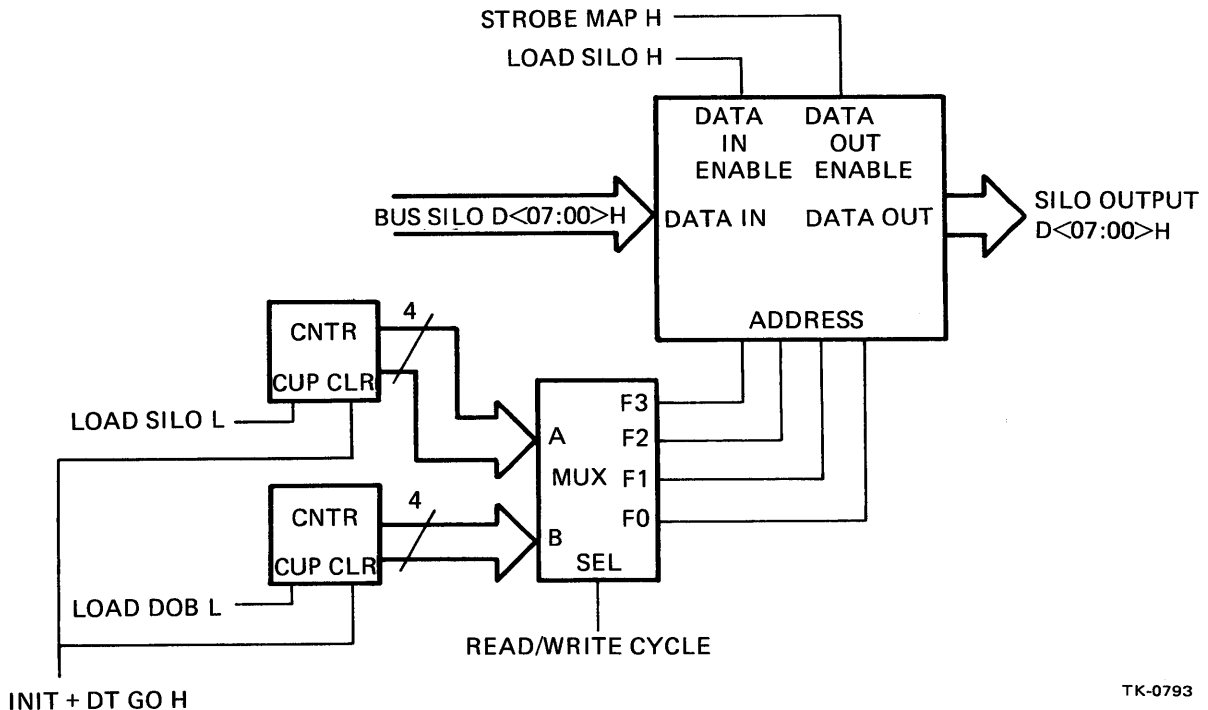 STROBE MAP H
LOAD SILO H
DATA IN ENABLE
DATA OUT ENABLE
BUS SILO D<07:00>H
DATA IN
DATA OUT
SILO OUTPUT
D<07:00>H
ADDRESS
CNTR
CUP CLR
4
LOAD SILO L
A
MUX
B
SEL
F3
F2
F1
F0
CNTR
CUP CLR
4
LOAD DOB L
READ/WRITE CYCLE
INIT + DT GO H
TK-0793